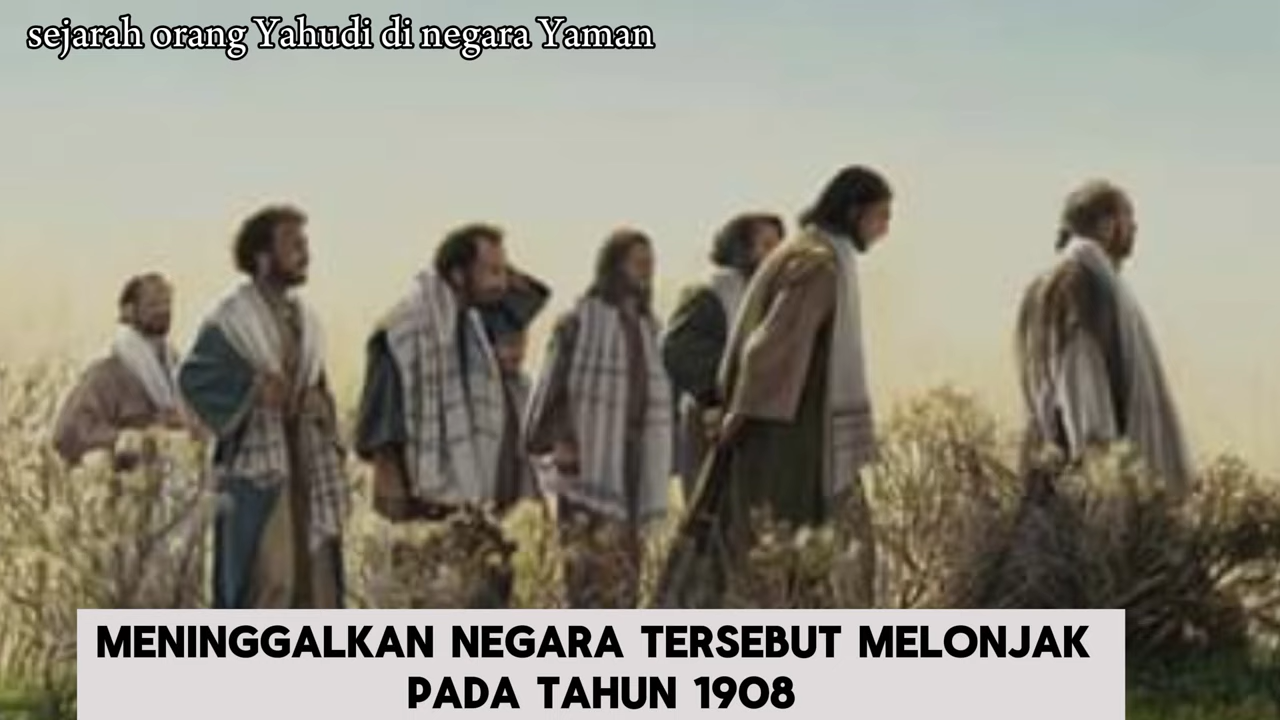 sejarah orang Yahudi di negara Yaman
MENINGGALKAN NEGARA TERSEBUT MELONJAK
PADA TAHUN 1908